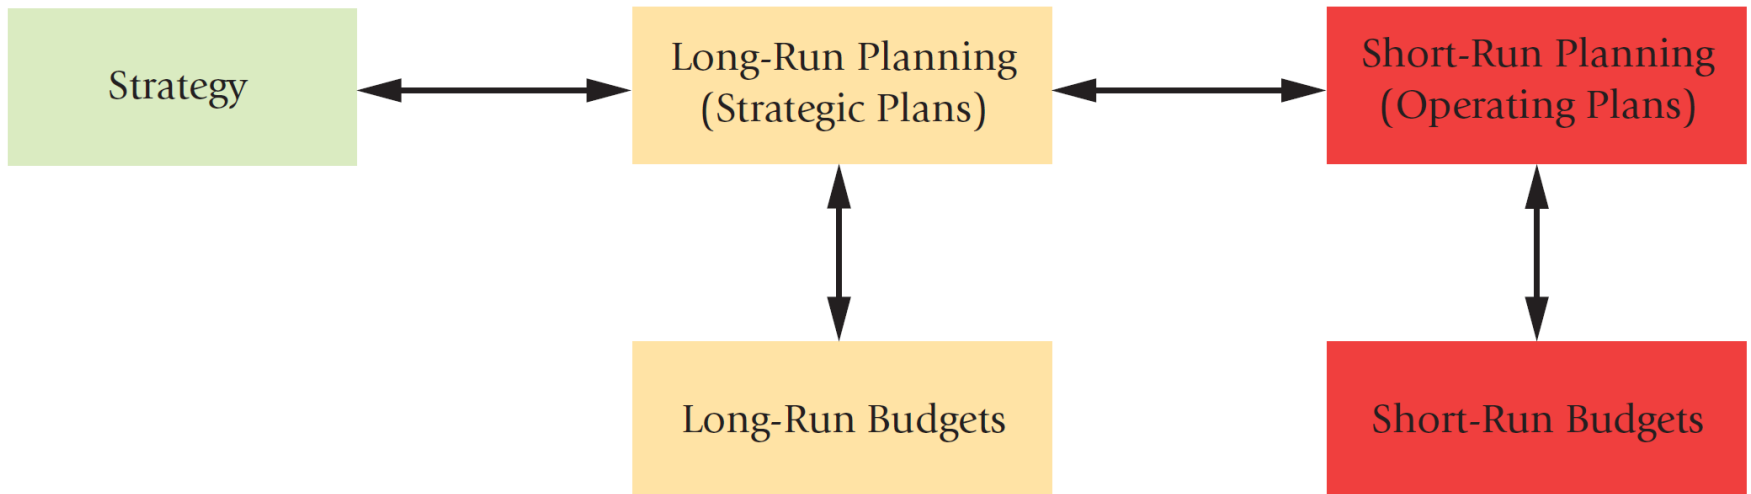 Strategy
Long-Run Planning
(Strategic Plans)
Short-Run Planning
(Operating Plans)
Long-Run Budgets
Short-Run Budgets